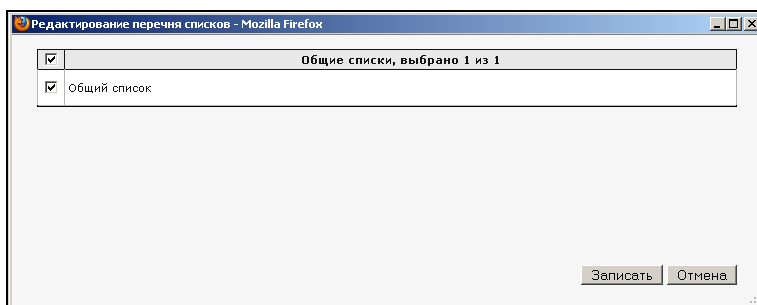 Редактирование перечня списков - Mozilla Firefox
Общие списки, выбрано 1 из 1
Общий список
Записать Отмена